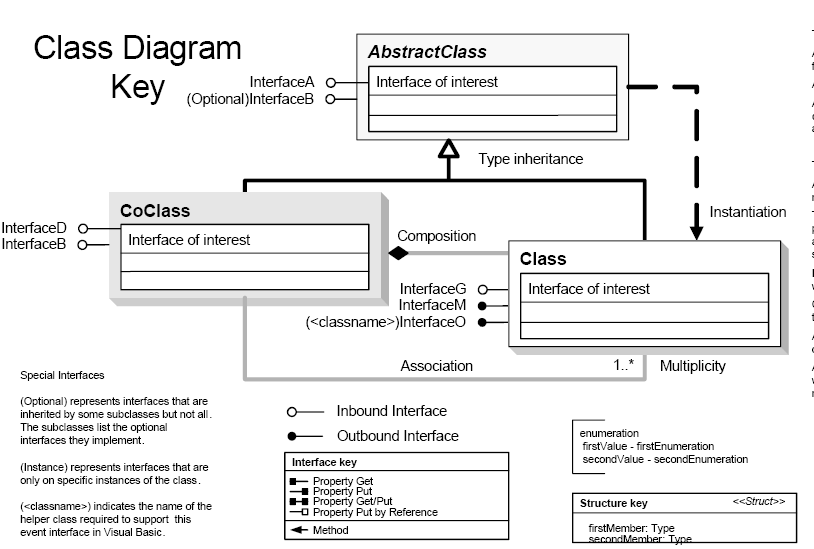 Class Diagram
Key
AbstractClass
InterfaceA
Interface of interest
(Optional)InterfaceB
Type inheritance
CoClass
InterfaceD
InterfaceB
Interface of interest
Instantiation
Composition
Class
InterfaceG
Interface of interest
InterfaceM
(<classname>)InterfaceO
Association
1..*
Multiplicity
Special Interfaces
(Optional) represents interfaces that are
inherited by some subclasses but not all.
The subclasses list the optional
interfaces they implement.
(Instance) represents interfaces that are
only on specific instances of the class.
(<classname>) indicates the name of the
helper class required to support this
event interface in Visual Basic.
Inbound Interface
Outbound Interface
Interface key
Property Get
Property Put
Property Get/Put
Property Put by Reference
Method
enumeration
firstValue - firstEnumeration
secondValue - secondEnumeration
Structure key
<<Struct>>
firstMember: Type
secondMember: Type